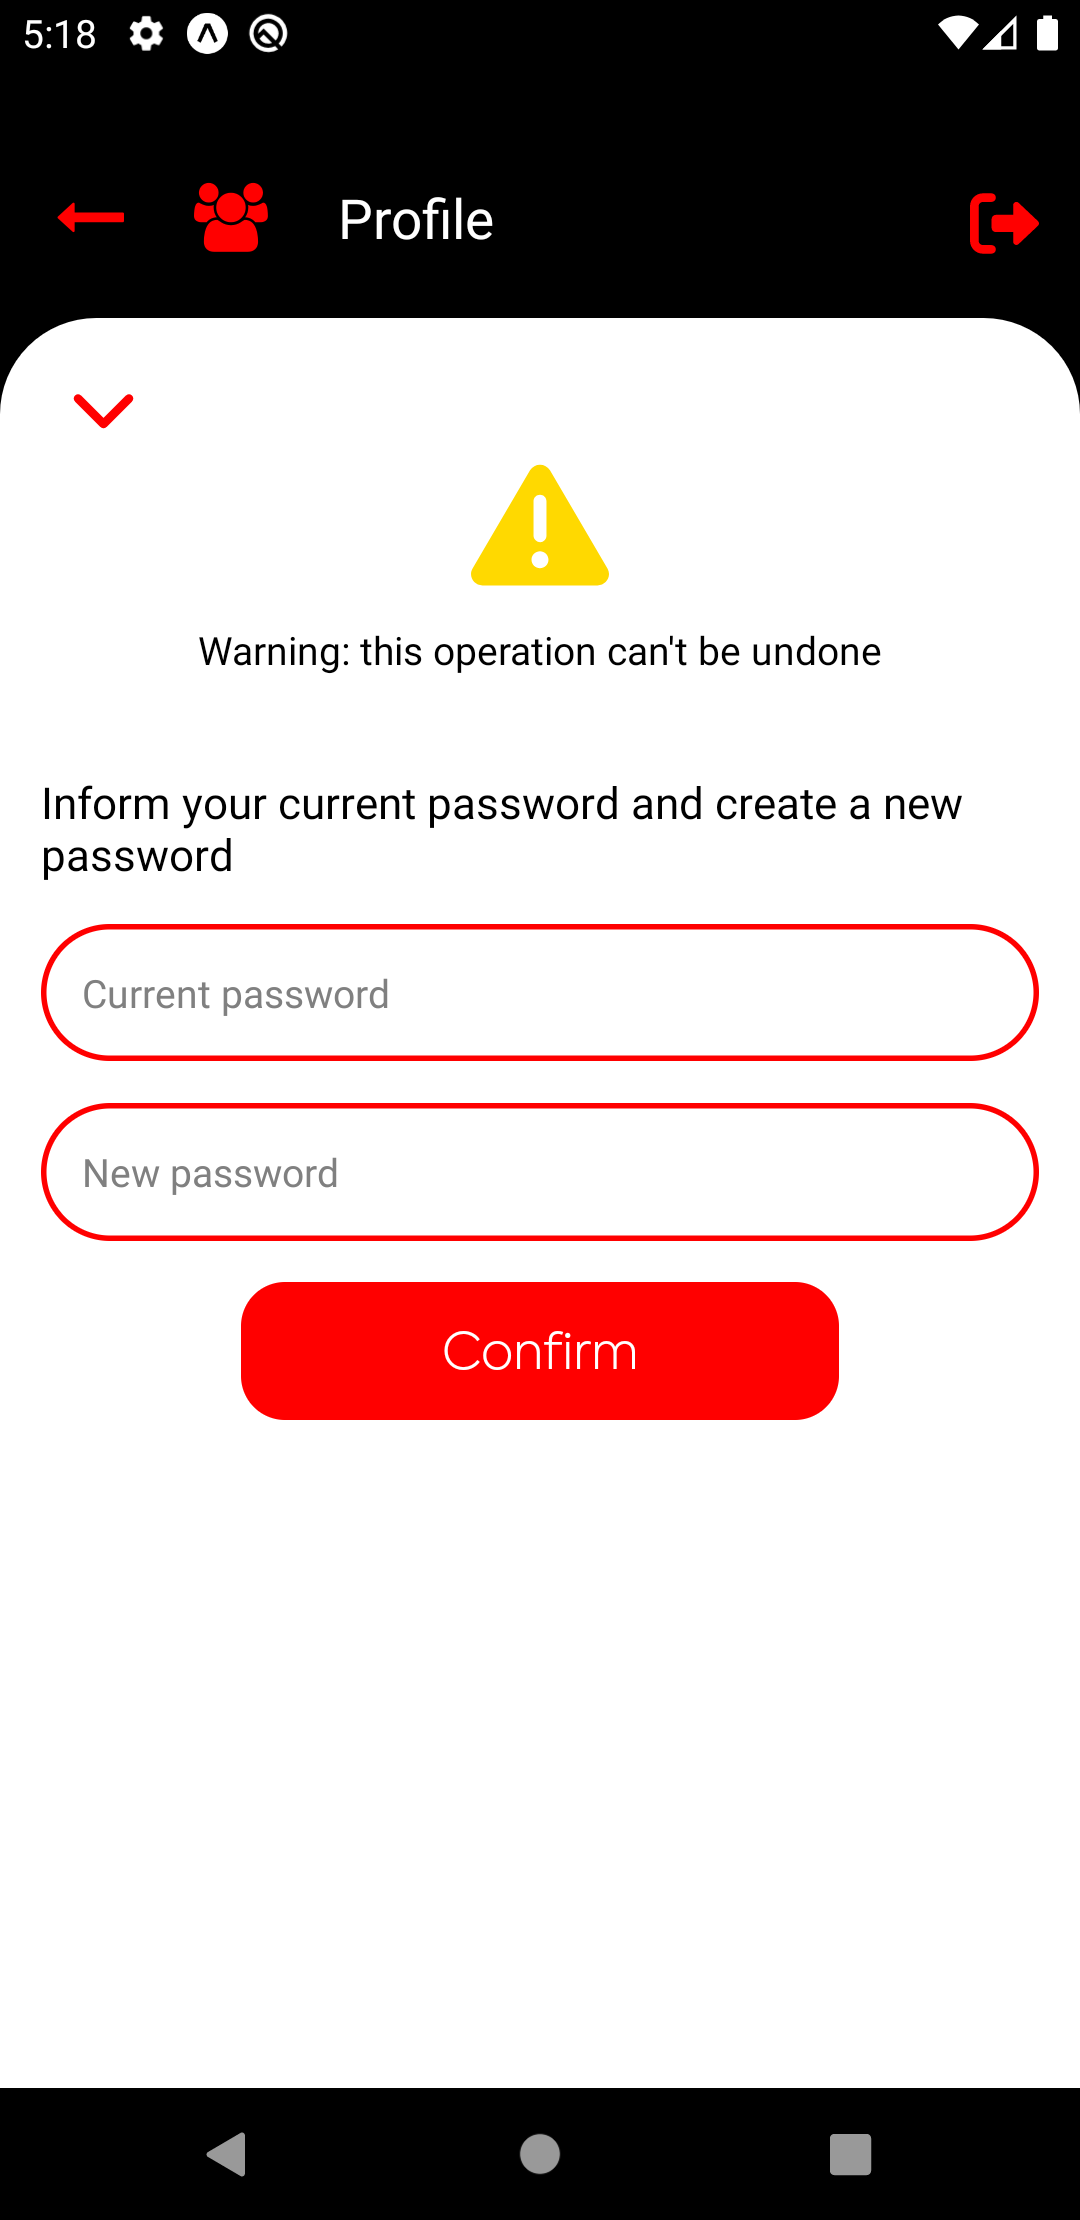 5:18
Profile
Warning: this operation can't be undone
Inform your current password and create a new
password
Current password
New password
Confirm